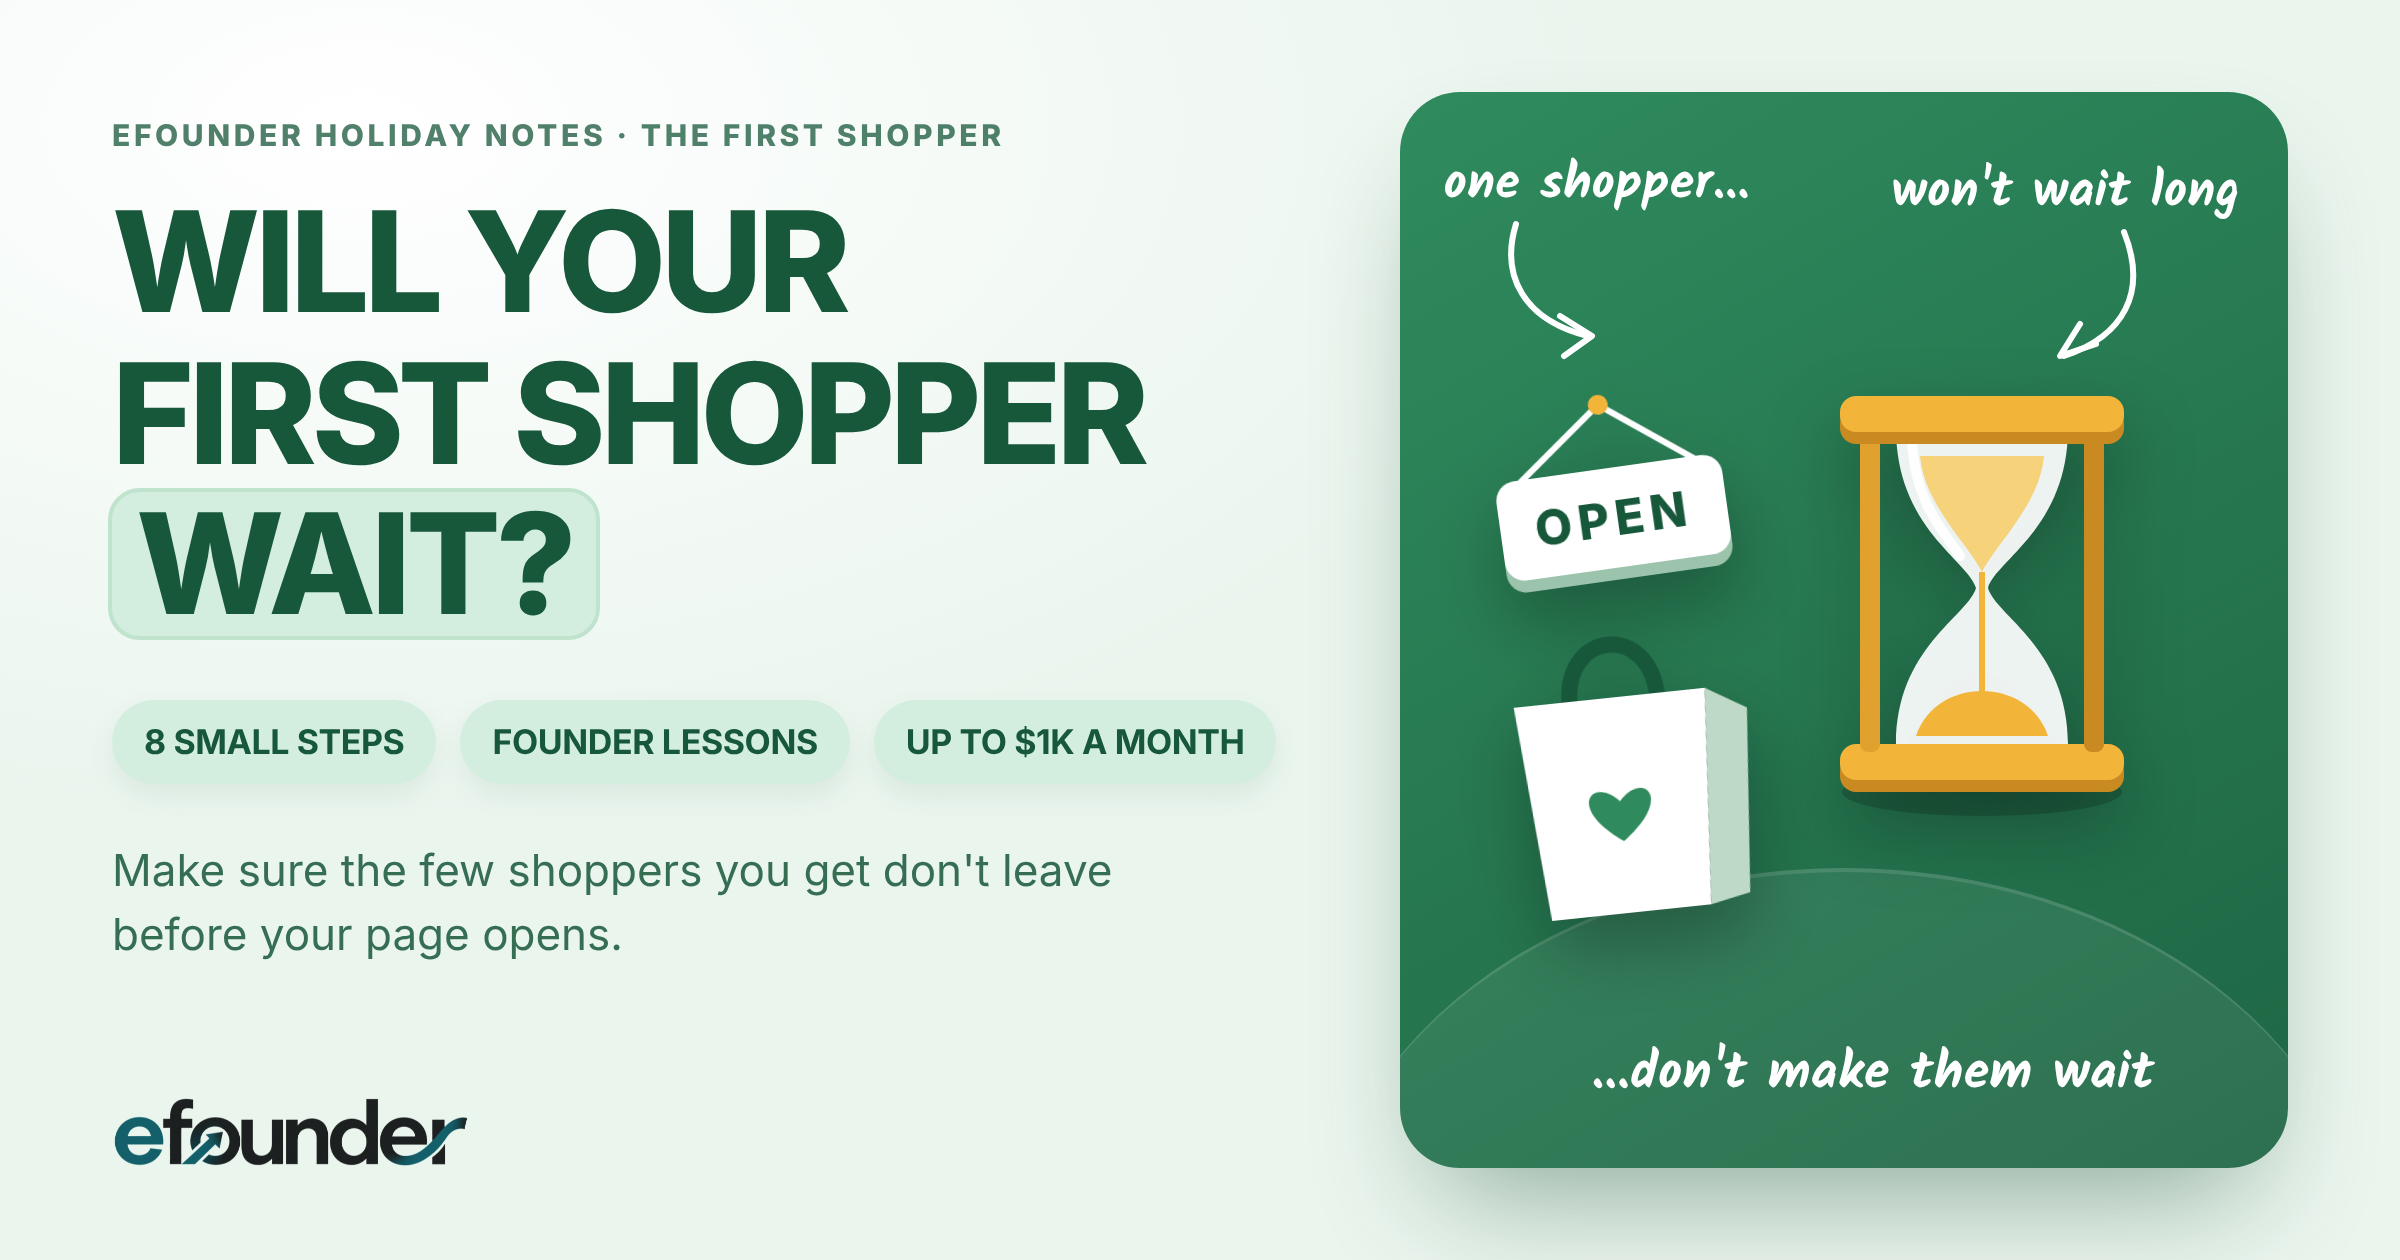 EFOUNDER HOLIDAY NOTES · THE FIRST SHOPPER
WILL YOUR
FIRST SHOPPER
WAIT?
8 SMALL STEPS
FOUNDER LESSONS
UP TO $1K A MONTH
Make sure the few shoppers you get don't leave
before your page opens.
efounder
one shopper...
won't wait long
OPEN
...don't make them wait